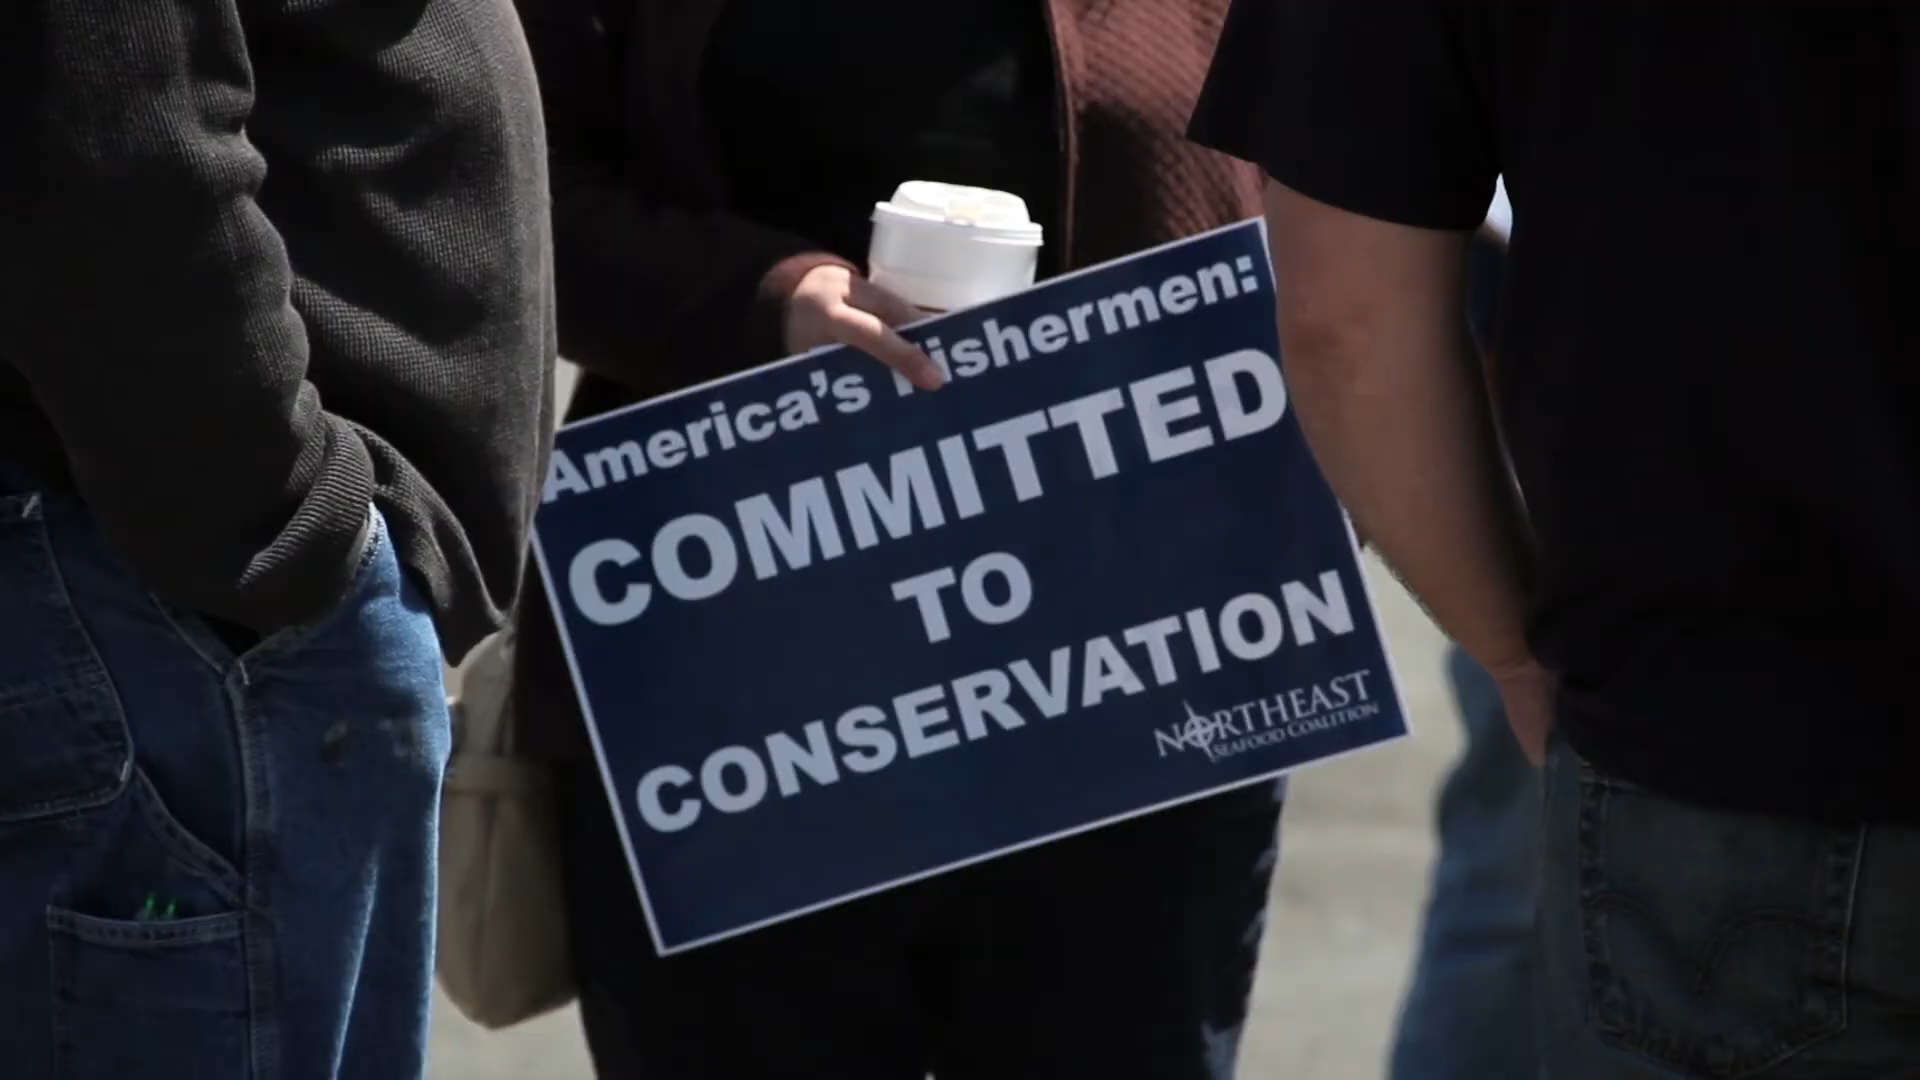 America's Fishermen:
COMMITTED
TO
CONSERVATION
NORTHEAST
SEAFOOD COALITION